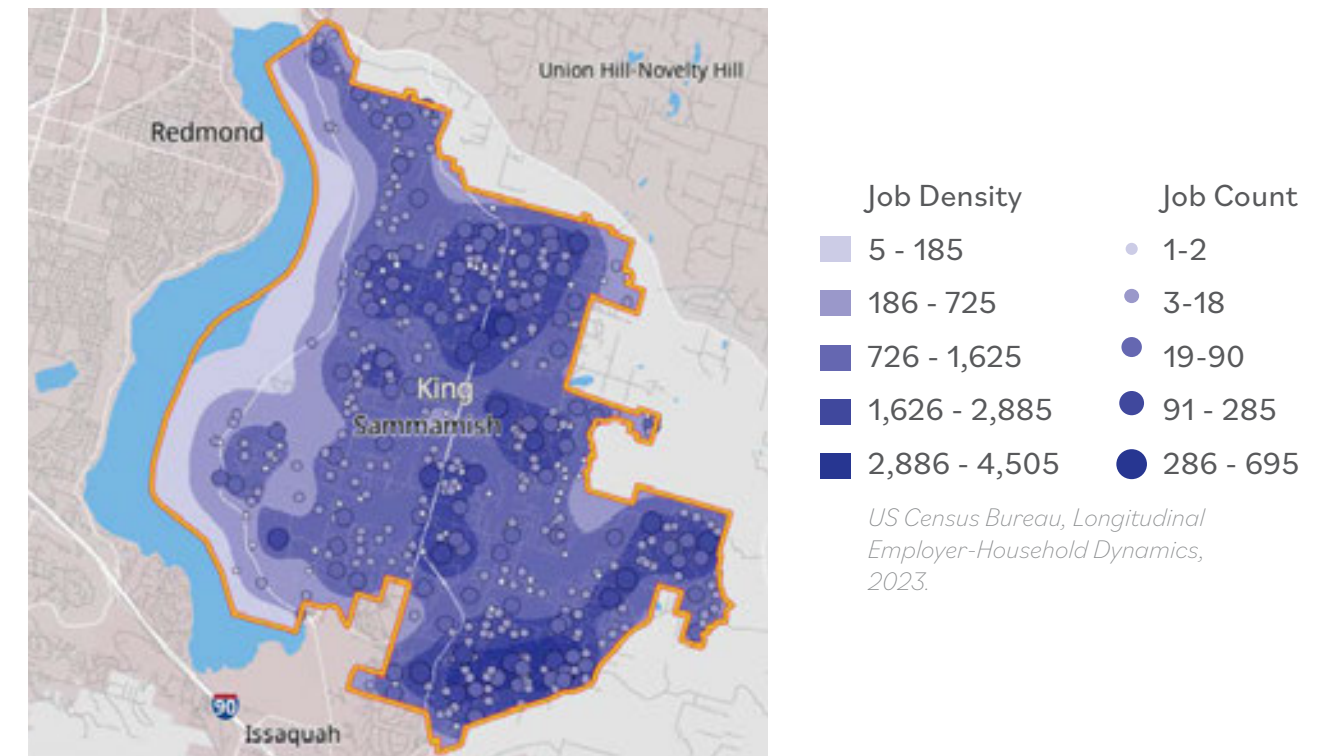 Union Hill-Novelty Hill
Redmond
King
Sammamish
90
Issaquah
Job Density
5 - 185
186 - 725
726 - 1,625
1,626 - 2,885
2,886 - 4,505
Job Count
1-2
3-18
19-90
91 - 285
286 - 695
US Census Bureau, Longitudinal
Employer-Household Dynamics,
2023.